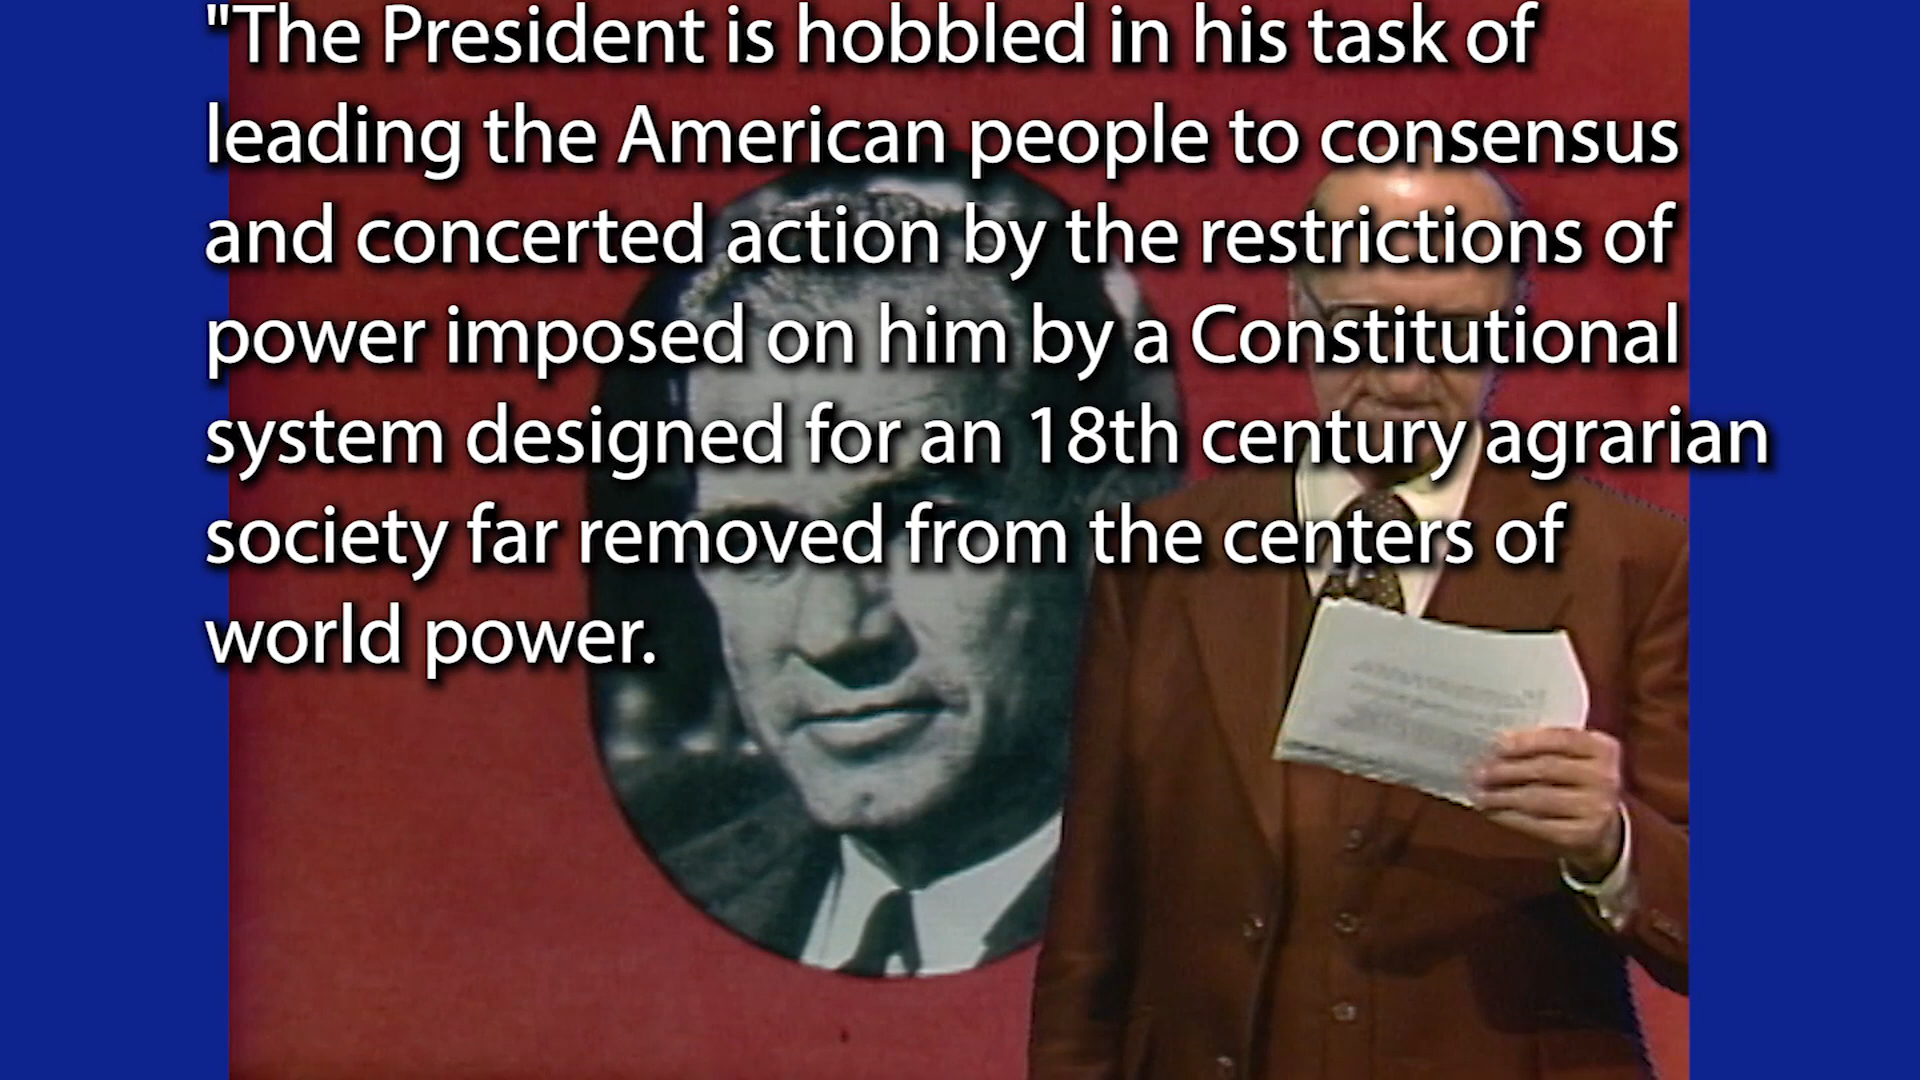 "The President is hobbled in his task of
leading the American people to consensus
and concerted action by the restrictions of
power imposed on him by a Constitutional
system designed for an 18th century agrarian
society far removed from the centers of
world power.